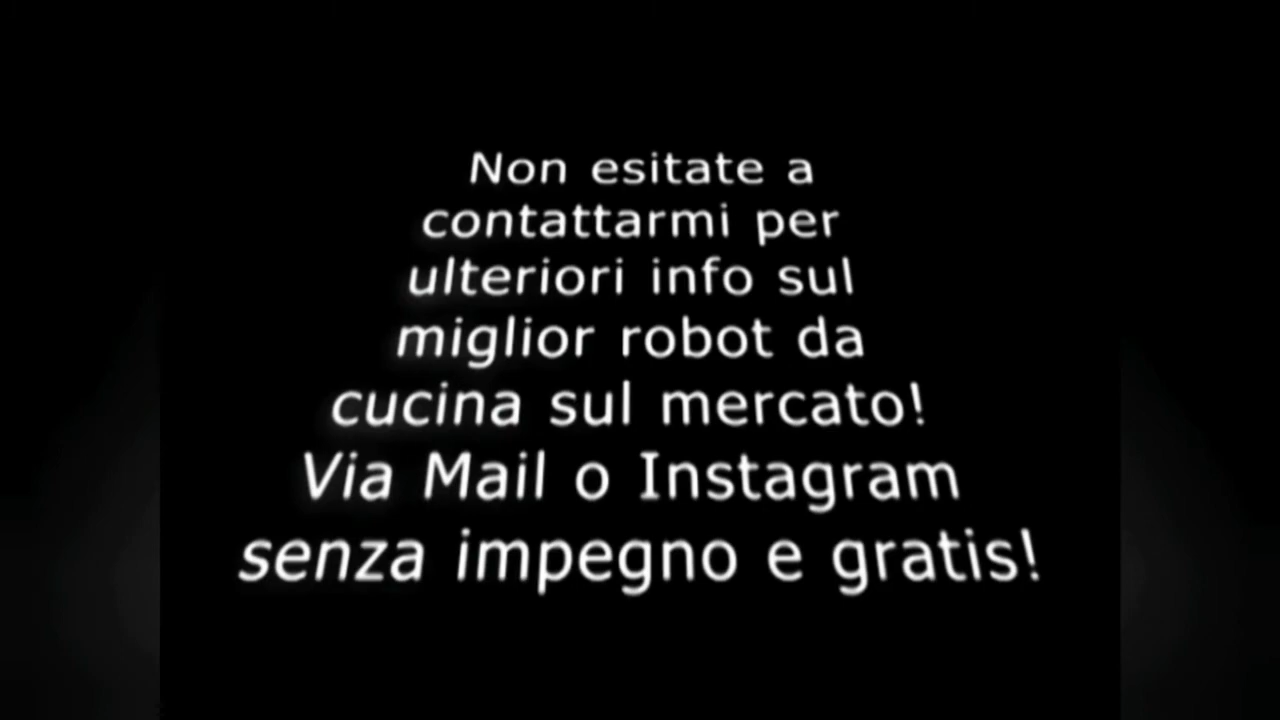 Non esitate a
contattarmi per
ulteriori info sul
miglior robot da
cucina sul mercato!
Via Mail o Instagram
senza impegno e gratis!